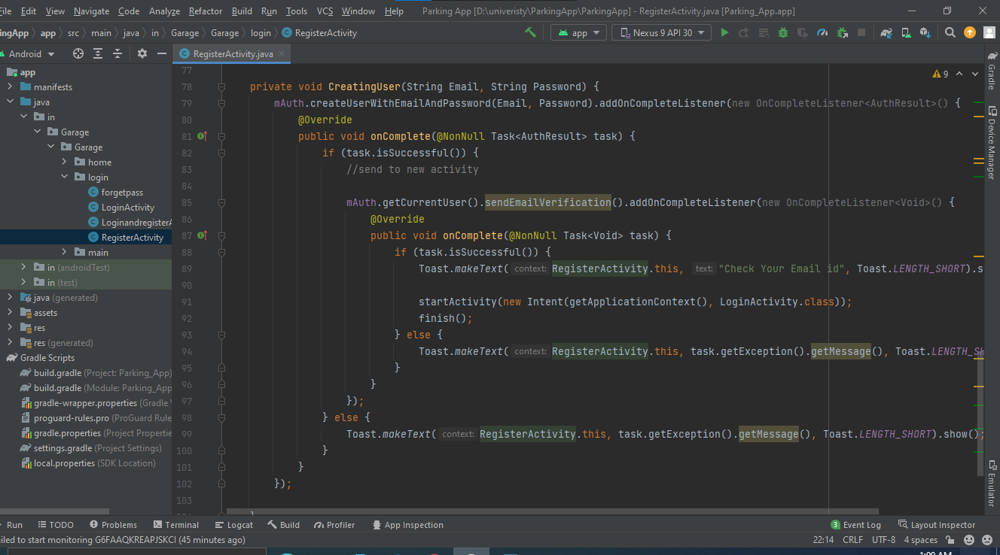 ile Edit View Navigate Code Analyze Refactor Build Run Tools VCS Window Help Parking App [D:\univeristy\ParkingApp\ParkingApp] - RegisterActivity.java [Parking_App.app]
ingApp app src main java in Garage Garage login RegisterActivity app Nexus 9 API 30
Android RegisterActivity.java
app
manifests
java
in
Garage
Garage
home
login
forgetpass
LoginActivity
LoginandregisterA
RegisterActivity
main
in (androidTest)
in (test)
java (generated)
assets
res
res (generated)
Gradle Scripts
build.gradle (Project: Parking_App)
build.gradle (Module: Parking_App
gradle-wrapper.properties (Gradle V
proguard-rules.pro (ProGuard Rule
gradle.properties (Project Propertie
settings.gradle (Project Settings)
local.properties (SDK Location)
9
77
78 private void CreatingUser(String Email, String Password) {
79 mAuth.createUserWithEmailAndPassword(Email, Password).addOnCompleteListener(new OnCompleteListener<AuthResult>() {
80 @Override
81 public void onComplete(@NonNull Task<AuthResult> task) {
82 if (task.isSuccessful()) {
83 //send to new activity
84
85 mAuth.getCurrentUser().sendEmailVerification().addOnCompleteListener(new OnCompleteListener<Void>() {
86 @Override
87 public void onComplete(@NonNull Task<Void> task) {
88 if (task.isSuccessful()) {
89 Toast.makeText( context: RegisterActivity.this, text: "Check Your Email id", Toast.LENGTH_SHORT).s
90
91 startActivity(new Intent(getApplicationContext(), LoginActivity.class));
92 finish();
93 } else {
94 Toast.makeText( context: RegisterActivity.this, task.getException().getMessage(), Toast.LENGTH_SH
95 }
96 }
97 });
98 } else {
99 Toast.makeText( context: RegisterActivity.this, task.getException().getMessage(), Toast.LENGTH_SHORT).show();
100 }
101 }
102 });
103
Gradle
Device Manager
Emulator
Run TODO Problems Terminal Logcat Build Profiler App Inspection 3 Event Log Layout Inspector
iled to start monitoring G6FAAQKREAPJSKCI (45 minutes ago) 22:14 CRLF UTF-8 4 spaces